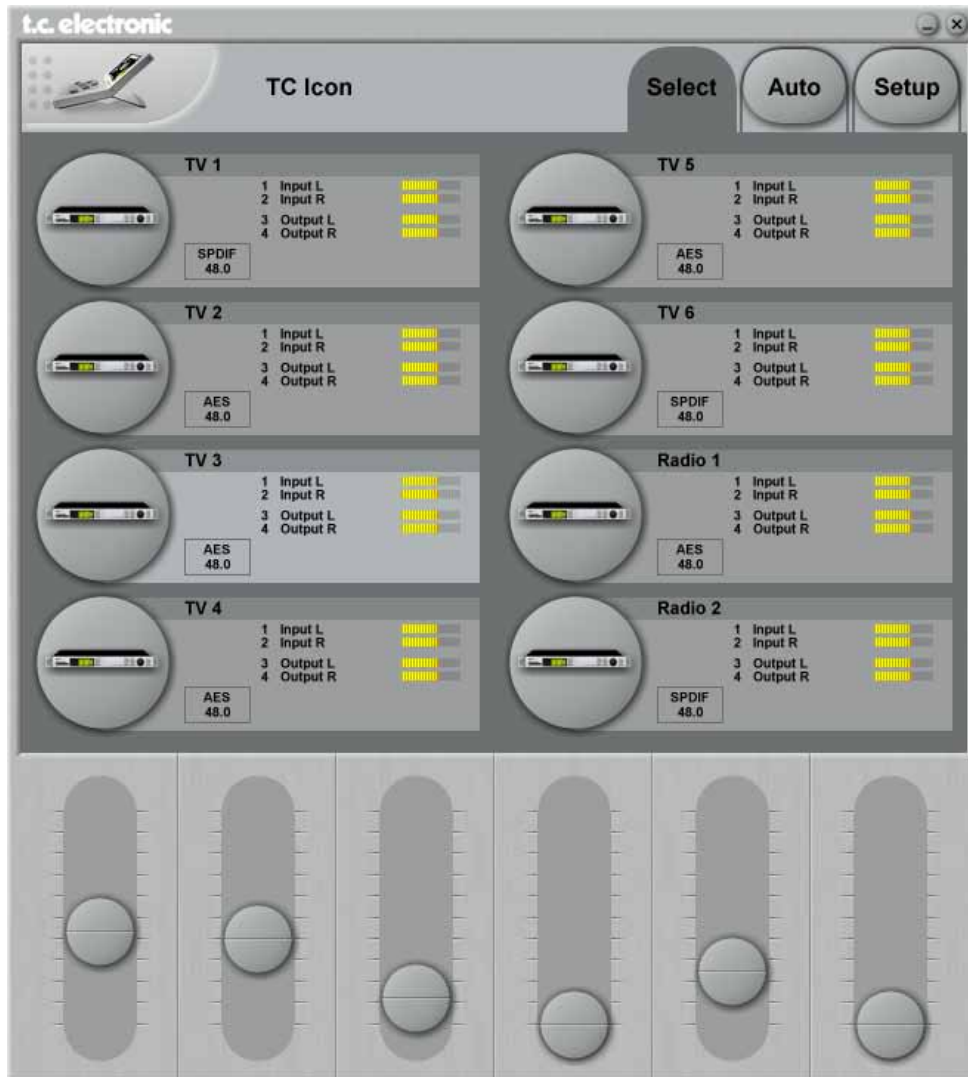 t.c. electronic
TC Icon
Select
Auto
Setup
TV 1
1 Input L
2 Input R
3 Output L
4 Output R
SPDIF
48.0
TV 2
1 Input L
2 Input R
3 Output L
4 Output R
AES
48.0
TV 3
1 Input L
2 Input R
3 Output L
4 Output R
AES
48.0
TV 4
1 Input L
2 Input R
3 Output L
4 Output R
AES
48.0
TV 5
1 Input L
2 Input R
3 Output L
4 Output R
AES
48.0
TV 6
1 Input L
2 Input R
3 Output L
4 Output R
SPDIF
48.0
Radio 1
1 Input L
2 Input R
3 Output L
4 Output R
AES
48.0
Radio 2
1 Input L
2 Input R
3 Output L
4 Output R
SPDIF
48.0